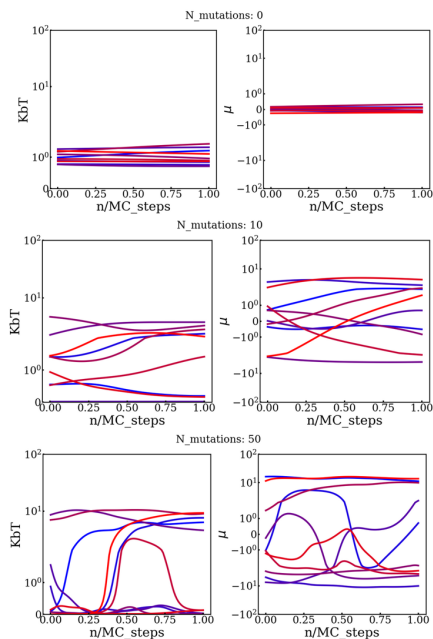 N_mutations: 0
10² 10¹ 10⁰ 0
KbT
0.00 0.25 0.50 0.75 1.00
n/MC_steps
10² 10¹ 10⁰ 0 −10⁰ −10¹ −10²
μ
0.00 0.25 0.50 0.75 1.00
n/MC_steps
N_mutations: 10
10² 10¹ 10⁰ 0
KbT
0.00 0.25 0.50 0.75 1.00
n/MC_steps
10² 10¹ 10⁰ 0 −10⁰ −10¹ −10²
μ
0.00 0.25 0.50 0.75 1.00
n/MC_steps
N_mutations: 50
10² 10¹ 10⁰ 0
KbT
0.00 0.25 0.50 0.75 1.00
n/MC_steps
10² 10¹ 10⁰ 0 −10⁰ −10¹ −10²
μ
0.00 0.25 0.50 0.75 1.00
n/MC_steps